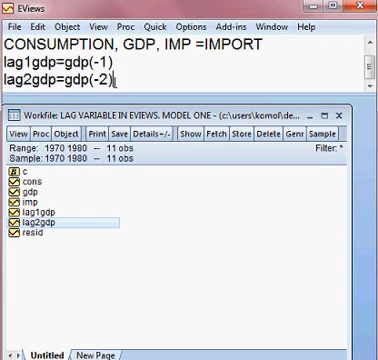 EViews
File Edit Object View Proc Quick Options Add-ins Window Help
CONSUMPTION, GDP, IMP =IMPORT
lag1gdp=gdp(-1)
lag2gdp=gdp(-2)
Workfile: LAG VARIABLE IN EVIEWS. MODEL ONE - (c:\users\komol\de...
View Proc Object Print Save Details+/- Show Fetch Store Delete Genr Sample
Range: 1970 1980 -- 11 obs Filter: *
Sample: 1970 1980 -- 11 obs
c
cons
gdp
imp
lag1gdp
lag2gdp
resid
Untitled New Page